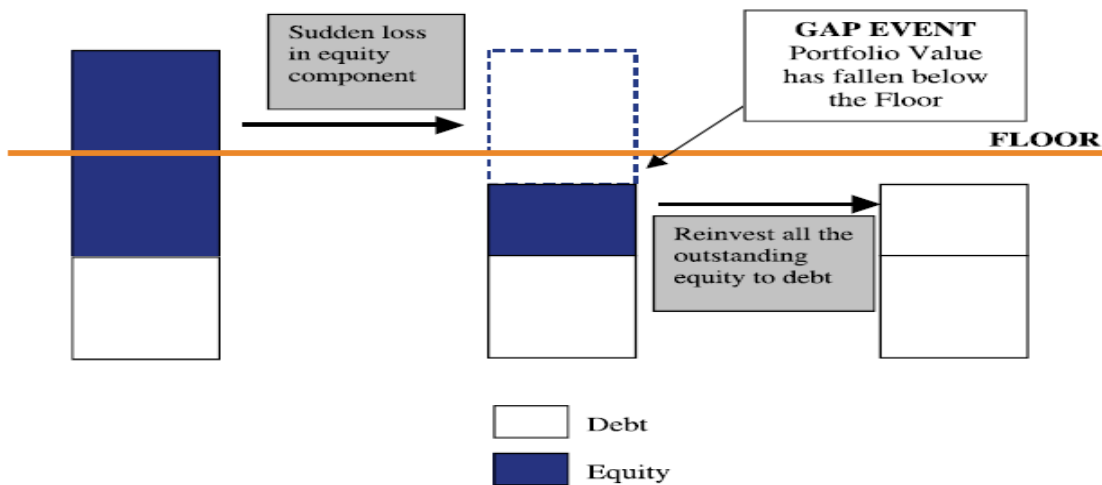 Sudden loss
in equity
component
GAP EVENT
Portfolio Value
has fallen below
the Floor
FLOOR
Reinvest all the
outstanding
equity to debt
Debt
Equity